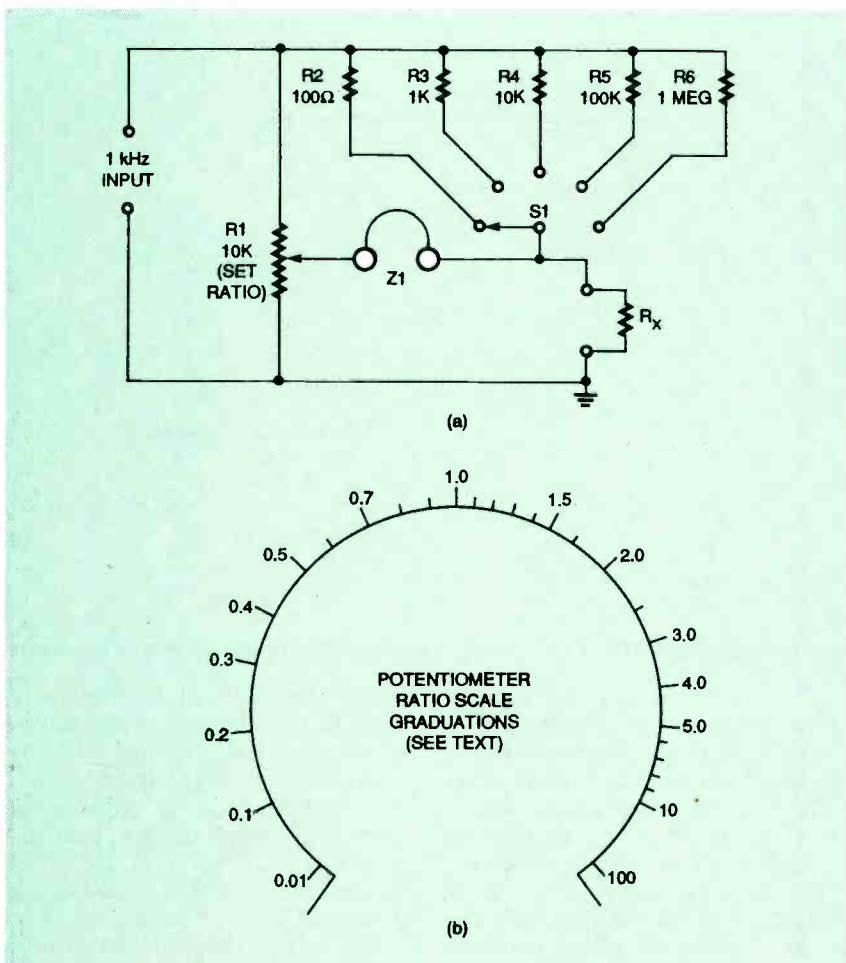 R2
100Ω
R3
1K
R4
10K
R5
100K
R6
1 MEG
1 kHz
INPUT
S1
R1
10K
(SET
RATIO)
Z1
RX
(a)
1.0
0.7
1.5
0.5
2.0
0.4
3.0
0.3
4.0
0.2
5.0
0.1
10
0.01
100
POTENTIOMETER
RATIO SCALE
GRADUATIONS
(SEE TEXT)
(b)